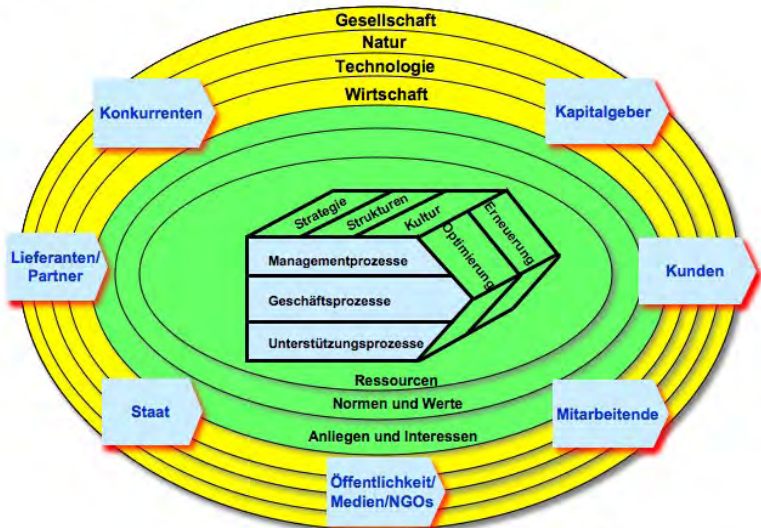 Gesellschaft
Natur
Technologie
Wirtschaft
Konkurrenten
Kapitalgeber
Strategie
Strukturen
Kultur
Optimierung
Erneuerung
Lieferanten/
Partner
Managementprozesse
Geschäftsprozesse
Unterstützungsprozesse
Kunden
Ressourcen
Normen und Werte
Anliegen und Interessen
Staat
Mitarbeitende
Öffentlichkeit/
Medien/NGOs